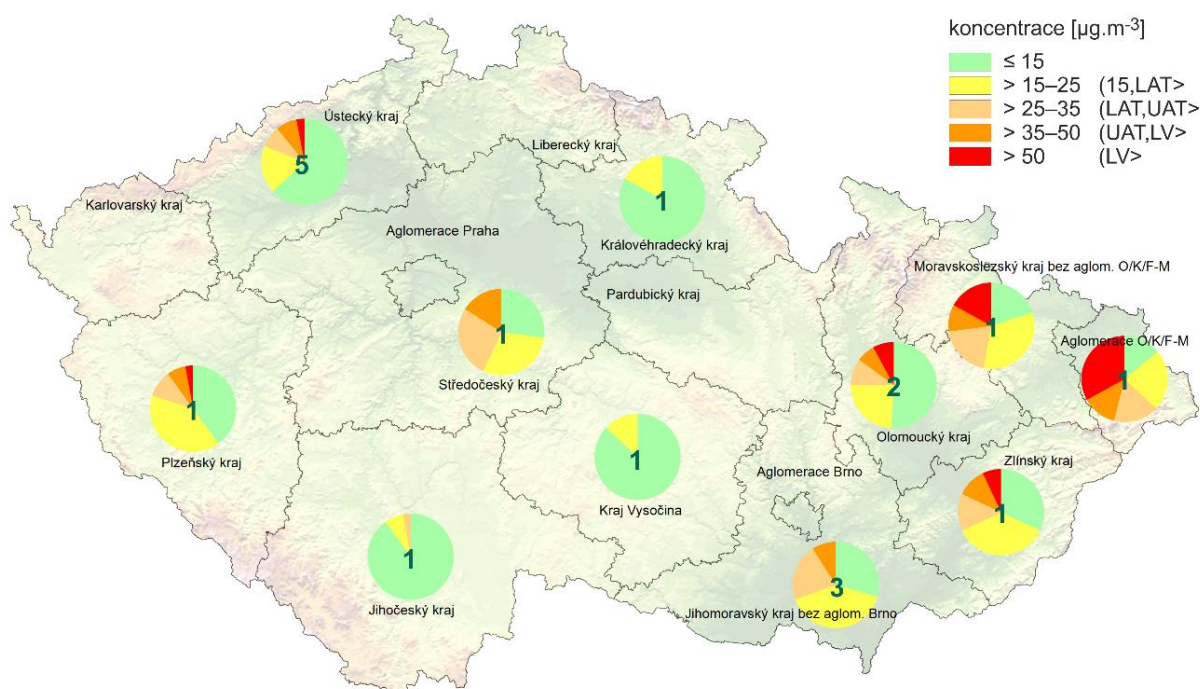 koncentrace [µg.m⁻³]
≤ 15
> 15–25 (15,LAT>
> 25–35 (LAT,UAT>
> 35–50 (UAT,LV>
> 50 (LV>
Ústecký kraj
5
Liberecký kraj
1
Karlovarský kraj
Aglomerace Praha
Královéhradecký kraj
Moravskoslezský kraj bez aglom. O/K/F-M
Pardubický kraj
1
1
Aglomerace O/K/F-M
Středočeský kraj
2
1
1
Olomoucký kraj
Plzeňský kraj
1
Zlínský kraj
Aglomerace Brno
Kraj Vysočina
1
1
3
Jihočeský kraj
Jihomoravský kraj bez aglom. Brno